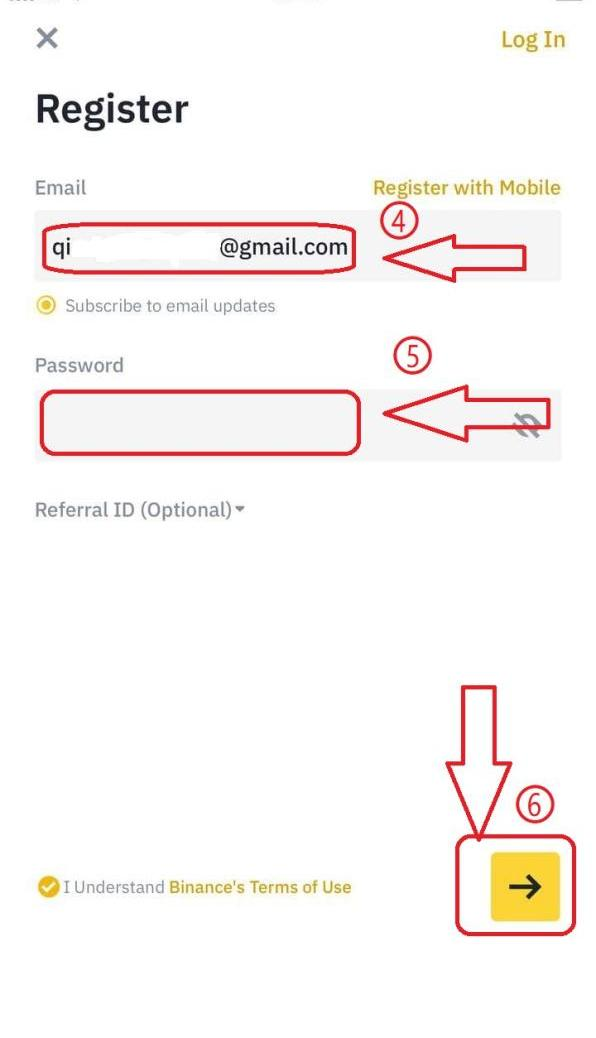 Log In
Register
Email
Register with Mobile
④
qi @gmail.com
Subscribe to email updates
⑤
Password
Referral ID (Optional)
⑥
I Understand Binance's Terms of Use